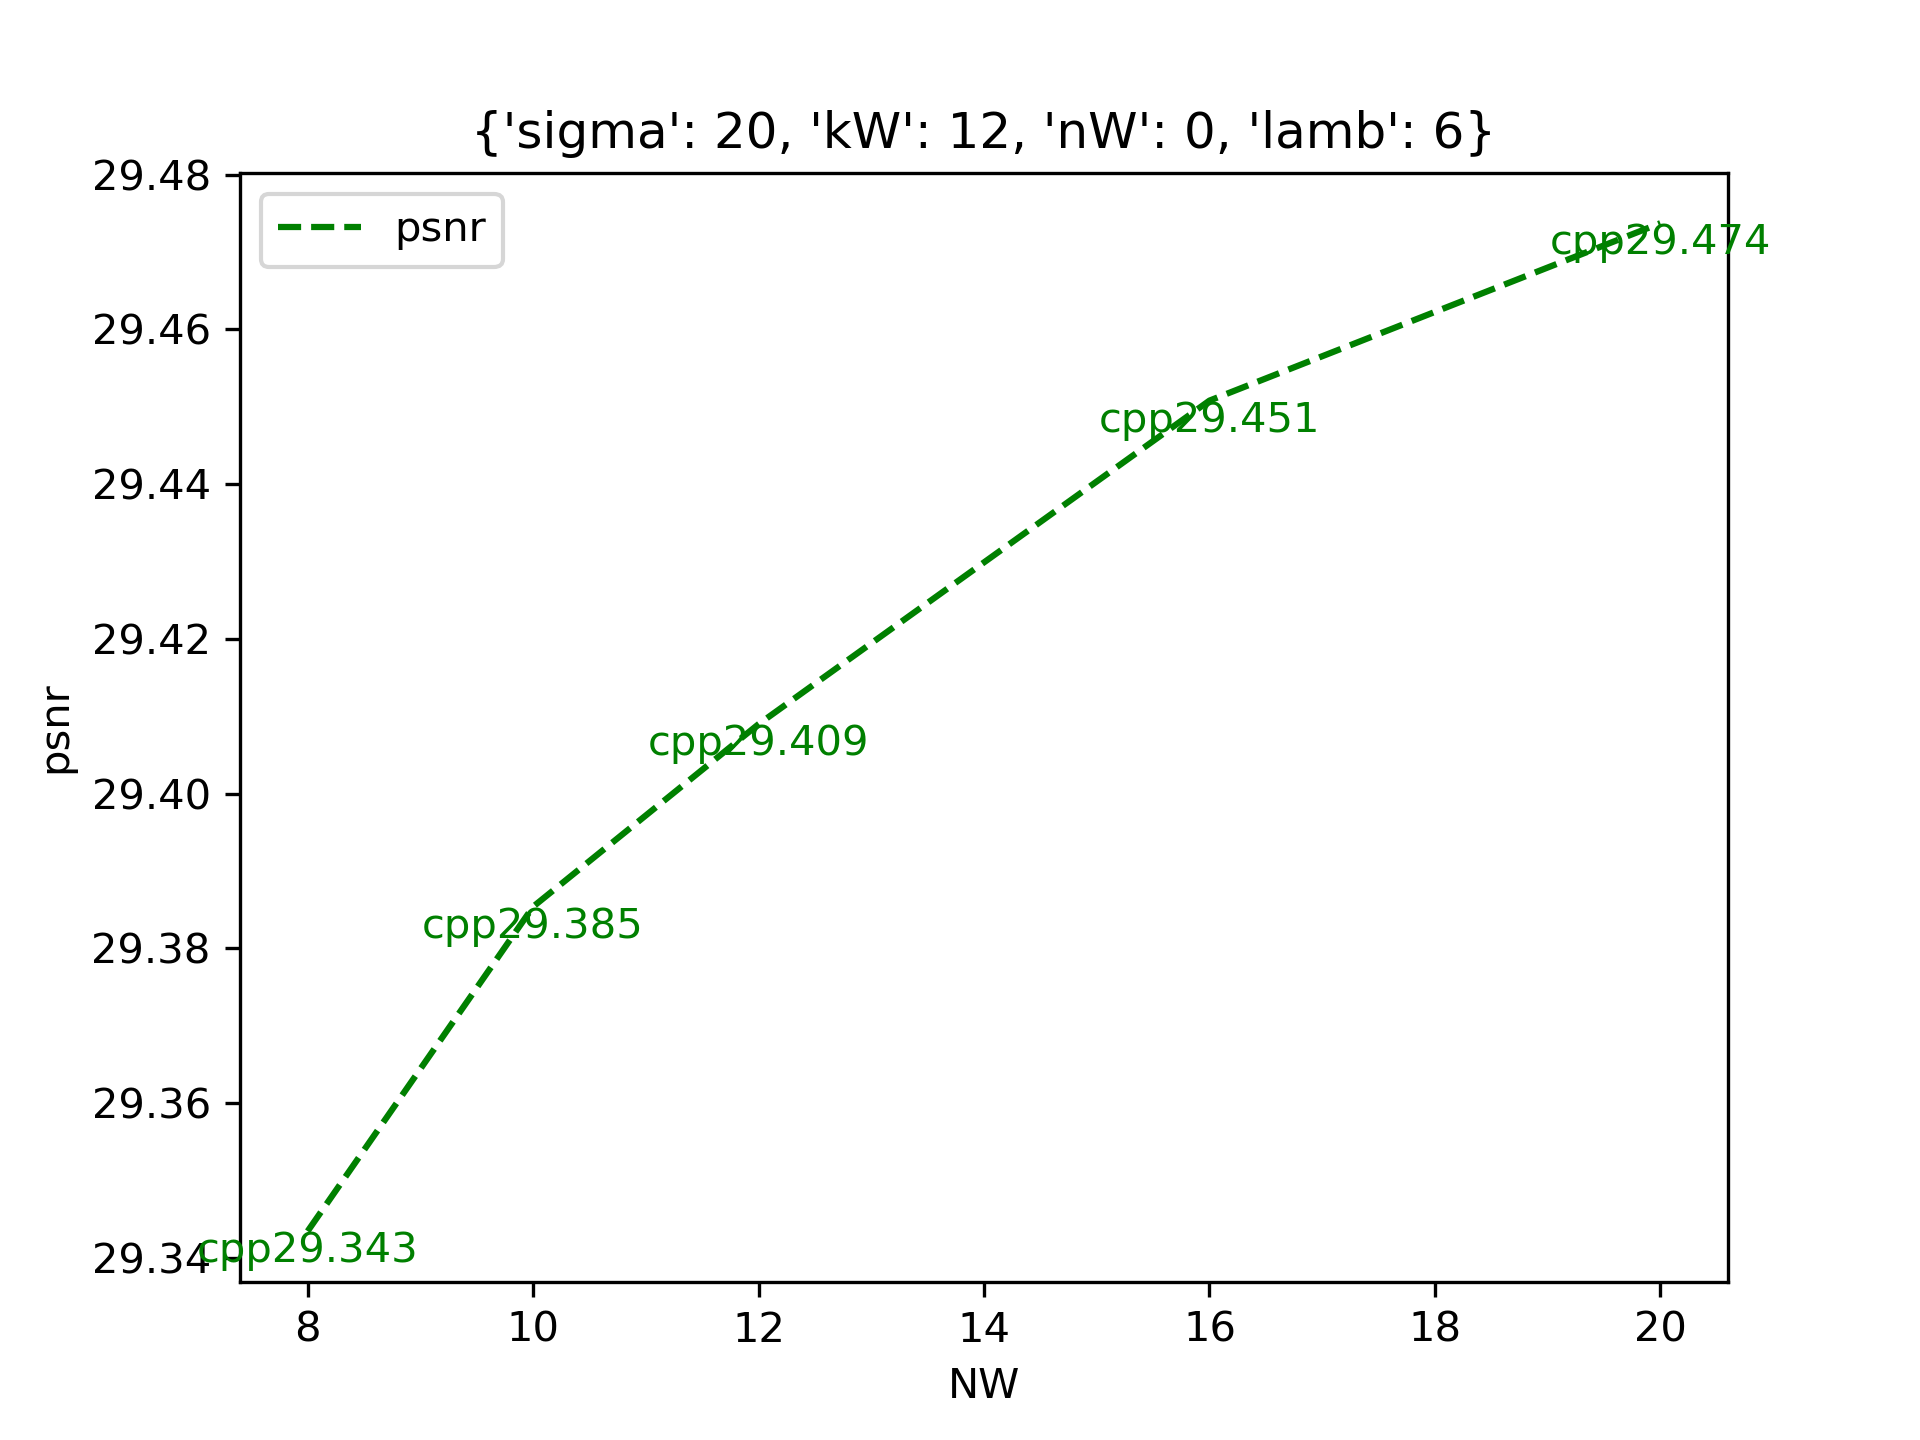 {'sigma': 20, 'kW': 12, 'nW': 0, 'lamb': 6}
psnr
29.48
29.46
29.44
29.42
29.40
29.38
29.36
29.34
psnr
cpp29.474
cpp29.451
cpp29.409
cpp29.385
cpp29.343
8 10 12 14 16 18 20
NW